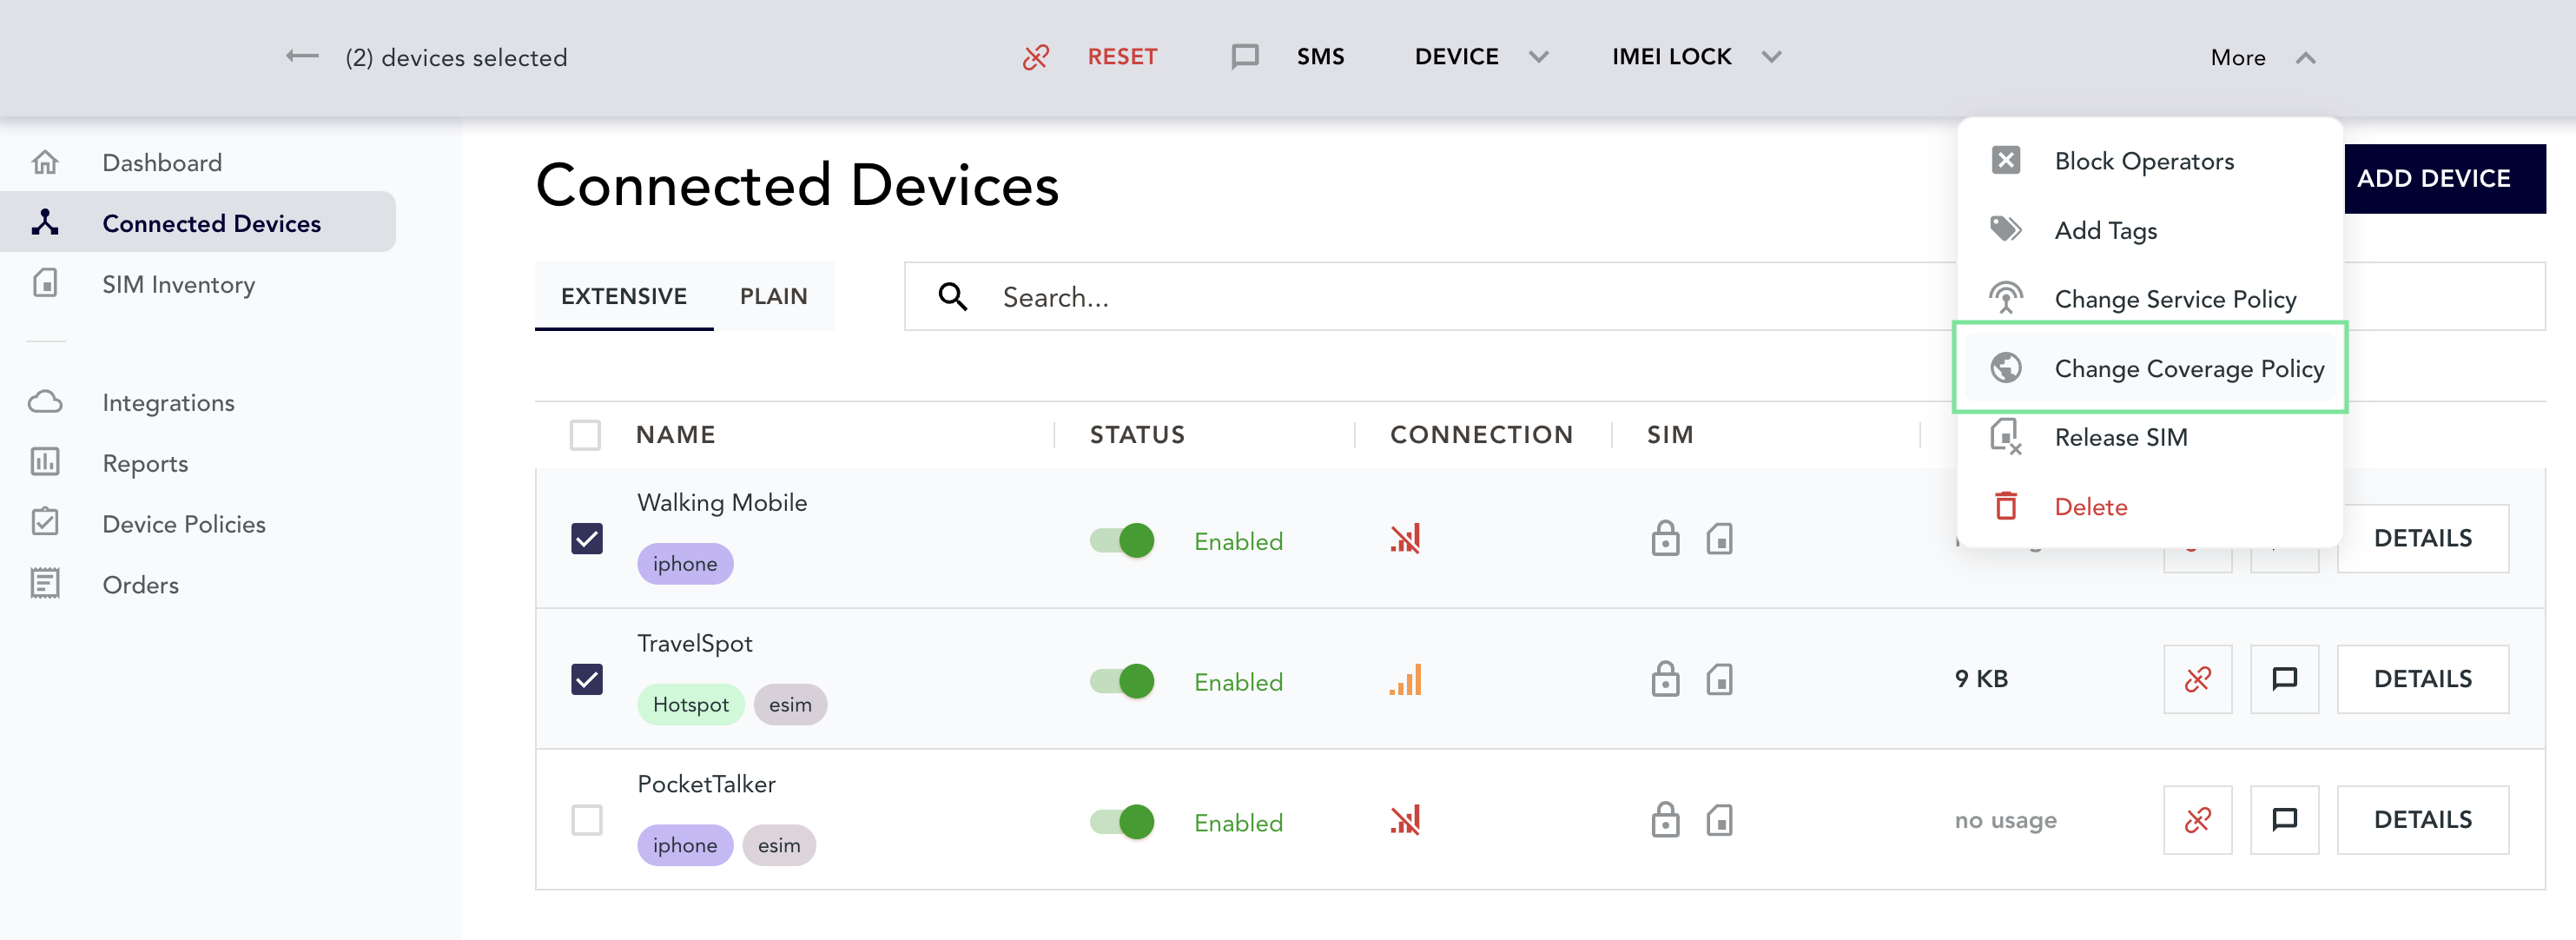 (2) devices selected
RESET
SMS
DEVICE
IMEI LOCK
More
Dashboard
Connected Devices
SIM Inventory
Integrations
Reports
Device Policies
Orders
Connected Devices
ADD DEVICE
Block Operators
Add Tags
Change Service Policy
Change Coverage Policy
Release SIM
Delete
EXTENSIVE
PLAIN
Search...
NAME
STATUS
CONNECTION
SIM
Walking Mobile
iphone
Enabled
DETAILS
TravelSpot
Hotspot
esim
Enabled
9 KB
DETAILS
PocketTalker
iphone
esim
Enabled
no usage
DETAILS